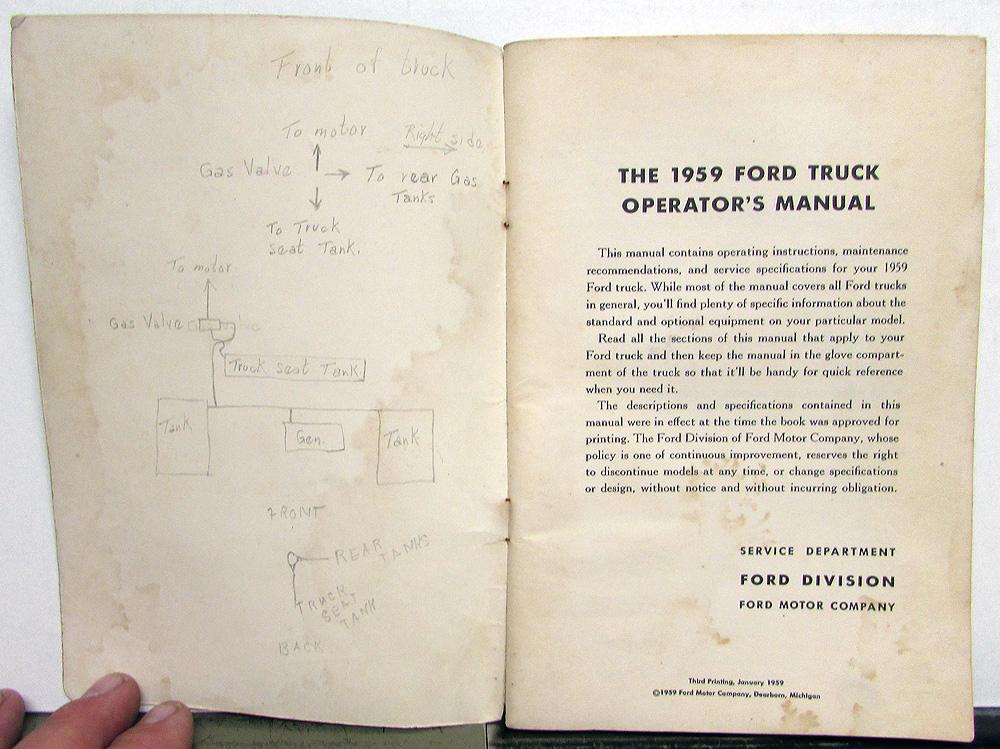 Front of truck
To motor
Right side
Gas Valve
To rear Gas
Tanks
To Truck
seat Tank.
To motor
Gas Valve
Truck seat Tank.
Tank
Gen.
Tank
FRONT
REAR TANKS
TRUCK
SEAT
TANK
BACK
THE 1959 FORD TRUCK
OPERATOR'S MANUAL
This manual contains operating instructions, maintenance
recommendations, and service specifications for your 1959
Ford truck. While most of the manual covers all Ford trucks
in general, you'll find plenty of specific information about the
standard and optional equipment on your particular model.
Read all the sections of this manual that apply to your
Ford truck and then keep the manual in the glove compart-
ment of the truck so that it'll be handy for quick reference
when you need it.
The descriptions and specifications contained in this
manual were in effect at the time the book was approved for
printing. The Ford Division of Ford Motor Company, whose
policy is one of continuous improvement, reserves the right
to discontinue models at any time, or change specifications
or design, without notice and without incurring obligation.
SERVICE DEPARTMENT
FORD DIVISION
FORD MOTOR COMPANY
Third Printing, January 1959
©1959 Ford Motor Company, Dearborn, Michigan